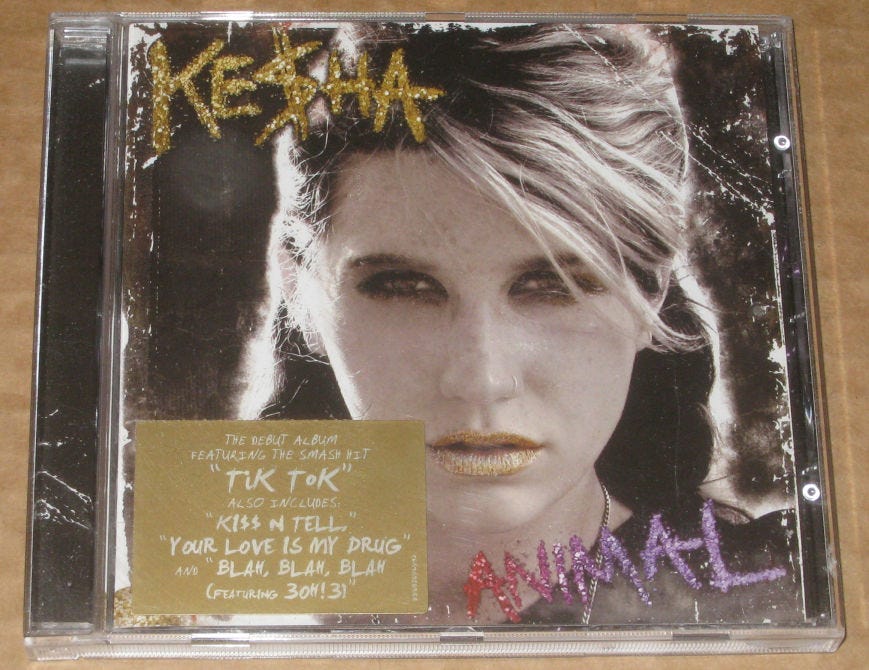 KE$HA
THE DEBUT ALBUM
FEATURING THE SMASH HIT
"TiK ToK"
ALSO INCLUDES:
"KI$$ N TELL,"
"YOUR LOVE IS MY DRUG"
AND "BLAH, BLAH, BLAH
(FEATURING 3OH!3)"
ANIMAL